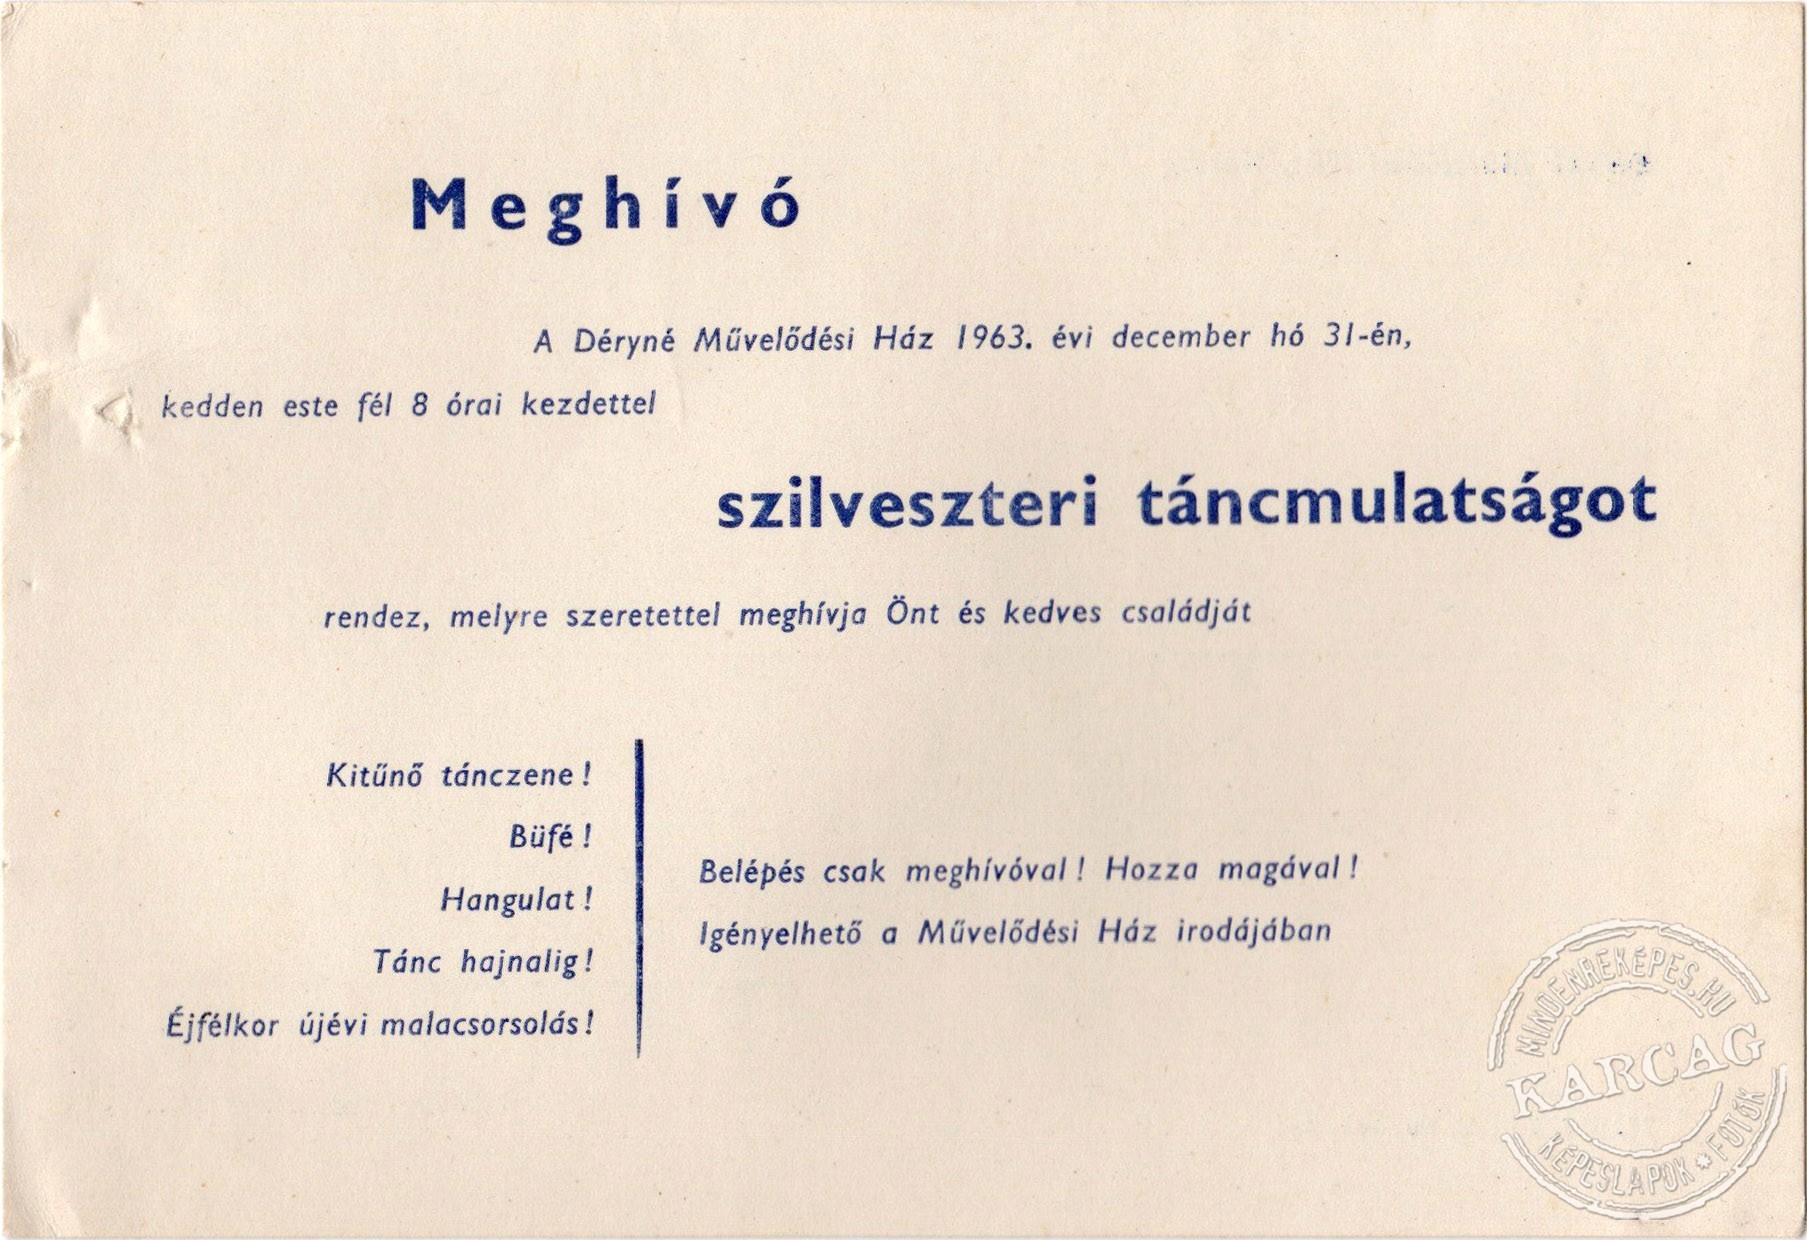 Meghívó
A Déryné Művelődési Ház 1963. évi december hó 31-én,
kedden este fél 8 órai kezdettel
szilveszteri táncmulatságot
rendez, melyre szeretettel meghívja Önt és kedves családját
Kitűnő tánczene!
Büfé!
Hangulat!
Tánc hajnalig!
Éjfélkor újévi malacsorsolás!
Belépés csak meghívóval! Hozza magával!
Igényelhető a Művelődési Ház irodájában
MINDENREKÉPES.HU
KARCAG
KÉPESLAPOK * FOTÓK